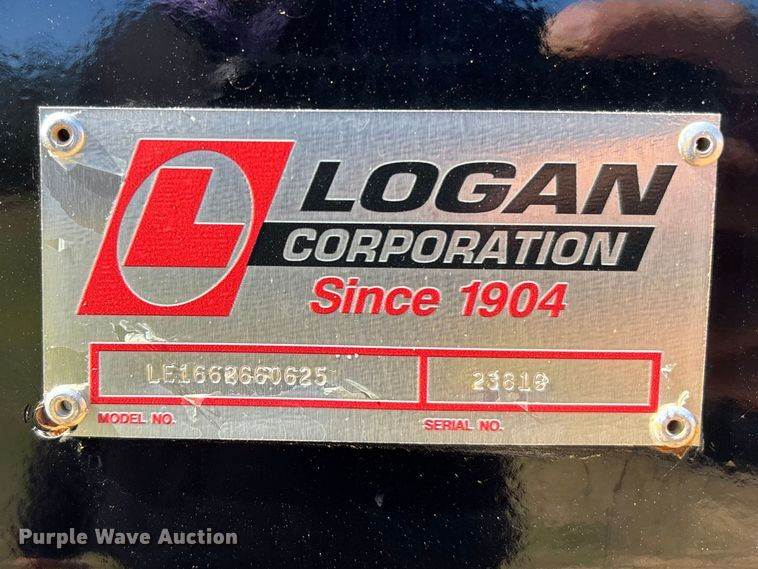 L
LOGAN
CORPORATION
Since 1904
MODEL NO.
SERIAL NO.
Purple Wave Auction®